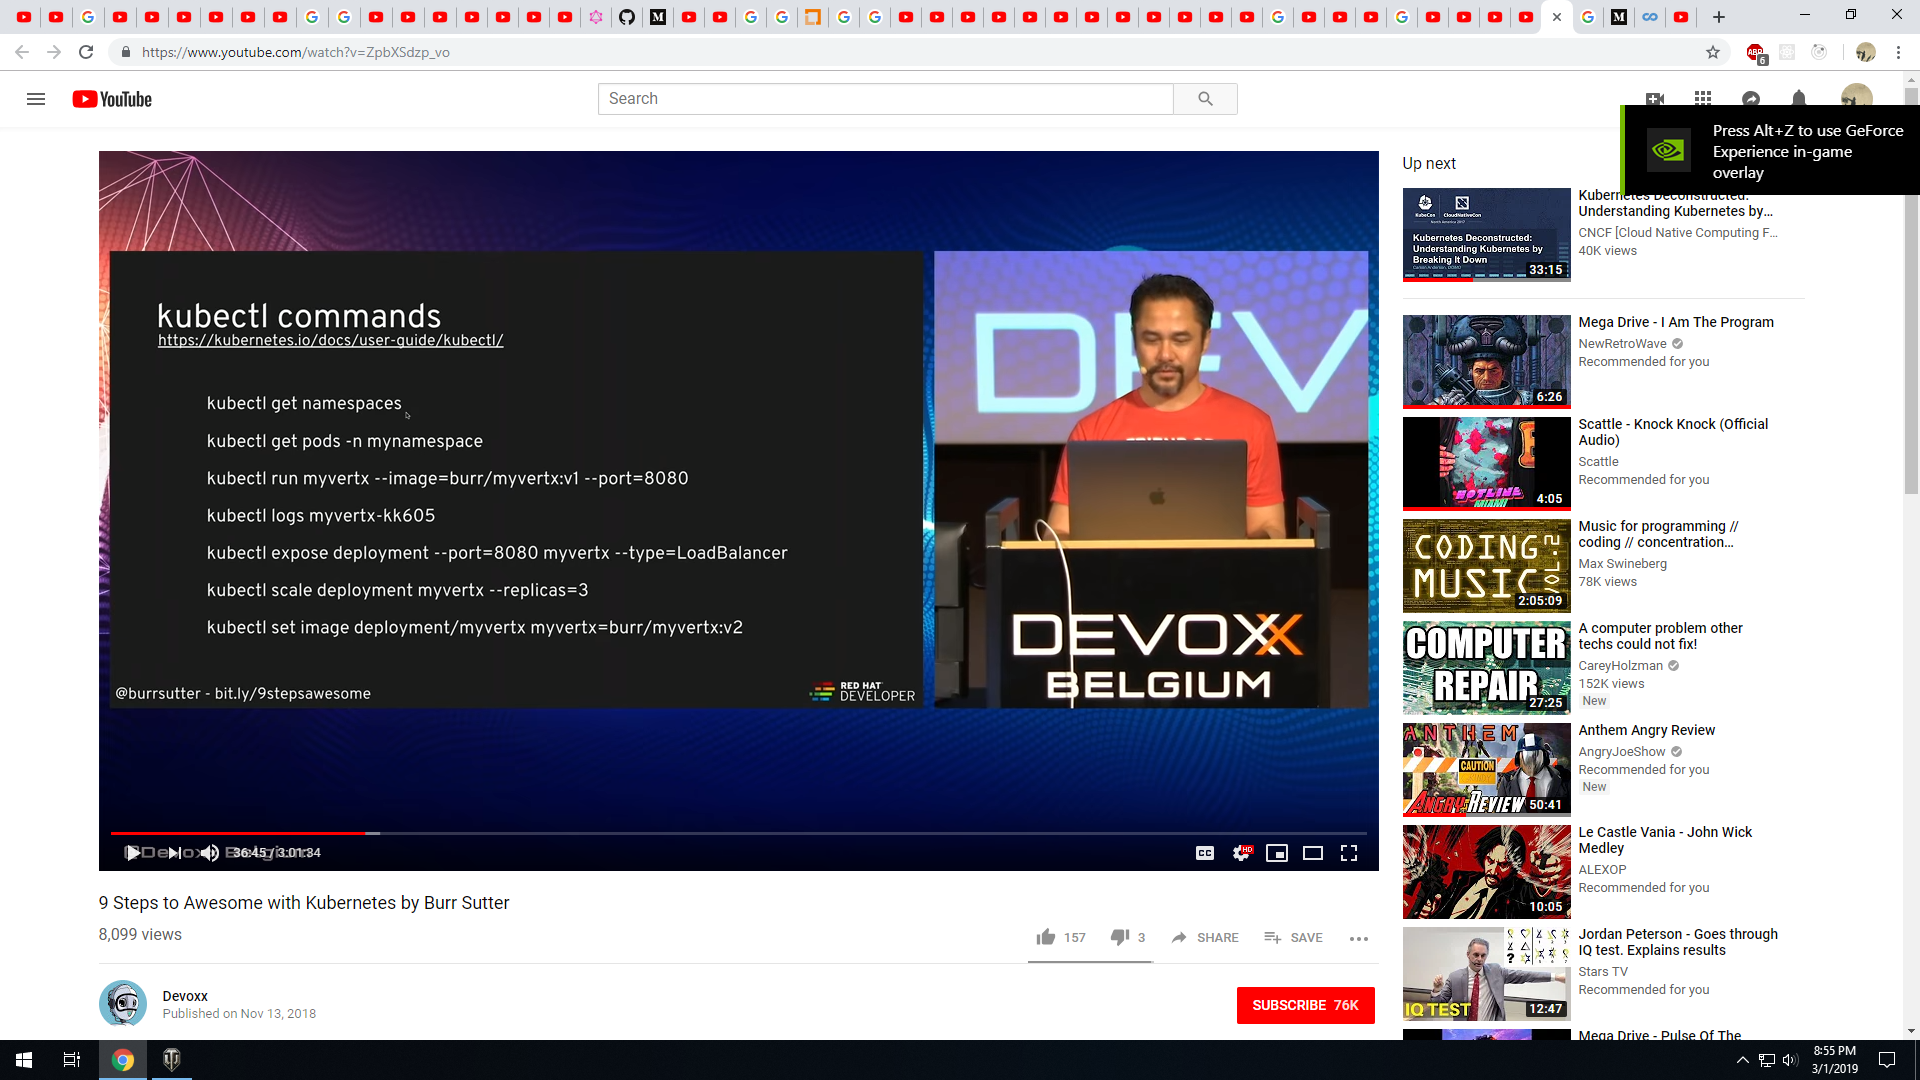 https://www.youtube.com/watch?v=ZpbXSdzp_vo
6
YouTube
Search
Press Alt+Z to use GeForce
Experience in-game
overlay
kubectl commands
https://kubernetes.io/docs/user-guide/kubectl/
kubectl get namespaces
kubectl get pods -n mynamespace
kubectl run myvertx --image=burr/myvertx:v1 --port=8080
kubectl logs myvertx-kk605
kubectl expose deployment --port=8080 myvertx --type=LoadBalancer
kubectl scale deployment myvertx --replicas=3
kubectl set image deployment/myvertx myvertx=burr/myvertx:v2
@burrsutter - bit.ly/9stepsawesome
RED HAT
DEVELOPER
DEVOXX
BELGIUM
36:45 / 3:01:34
CC
HD
9 Steps to Awesome with Kubernetes by Burr Sutter
8,099 views
157
3
SHARE
SAVE
Devoxx
Published on Nov 13, 2018
SUBSCRIBE 76K
Up next
KubeCon
CloudNativeCon
North America 2017
Kubernetes Deconstructed:
Understanding Kubernetes by
Breaking It Down
33:15
Kubernetes Deconstructed:
Understanding Kubernetes by...
CNCF [Cloud Native Computing F...
40K views
6:26
Mega Drive - I Am The Program
NewRetroWave
Recommended for you
HOTLINE
MIAMI
4:05
Scattle - Knock Knock (Official
Audio)
Scattle
Recommended for you
CODING
MUSIC
2:05:09
Music for programming //
coding // concentration...
Max Swineberg
78K views
COMPUTER
REPAIR
27:25
A computer problem other
techs could not fix!
CareyHolzman
152K views
New
ANTHEM
CAUTION
ANGRY REVIEW
50:41
Anthem Angry Review
AngryJoeShow
Recommended for you
New
10:05
Le Castle Vania - John Wick
Medley
ALEXOP
Recommended for you
IQ TEST
12:47
Jordan Peterson - Goes through
IQ test. Explains results
Stars TV
Recommended for you
Mega Drive - Pulse Of The
8:55 PM
3/1/2019